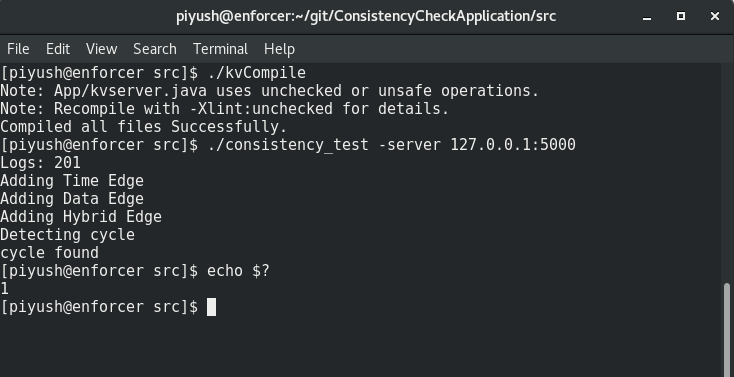 piyush@enforcer:~/git/ConsistencyCheckApplication/src
File Edit View Search Terminal Help
[piyush@enforcer src]$ ./kvCompile
Note: App/kvserver.java uses unchecked or unsafe operations.
Note: Recompile with -Xlint:unchecked for details.
Compiled all files Successfully.
[piyush@enforcer src]$ ./consistency_test -server 127.0.0.1:5000
Logs: 201
Adding Time Edge
Adding Data Edge
Adding Hybrid Edge
Detecting cycle
cycle found
[piyush@enforcer src]$ echo $?
1
[piyush@enforcer src]$